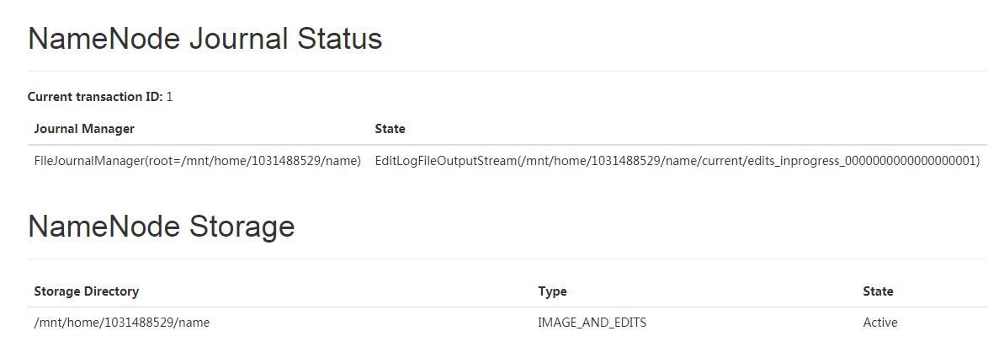 NameNode Journal Status
Current transaction ID: 1
Journal Manager State
FileJournalManager(root=/mnt/home/1031488529/name) EditLogFileOutputStream(/mnt/home/1031488529/name/current/edits_inprogress_0000000000000000001)
NameNode Storage
Storage Directory Type State
/mnt/home/1031488529/name IMAGE_AND_EDITS Active